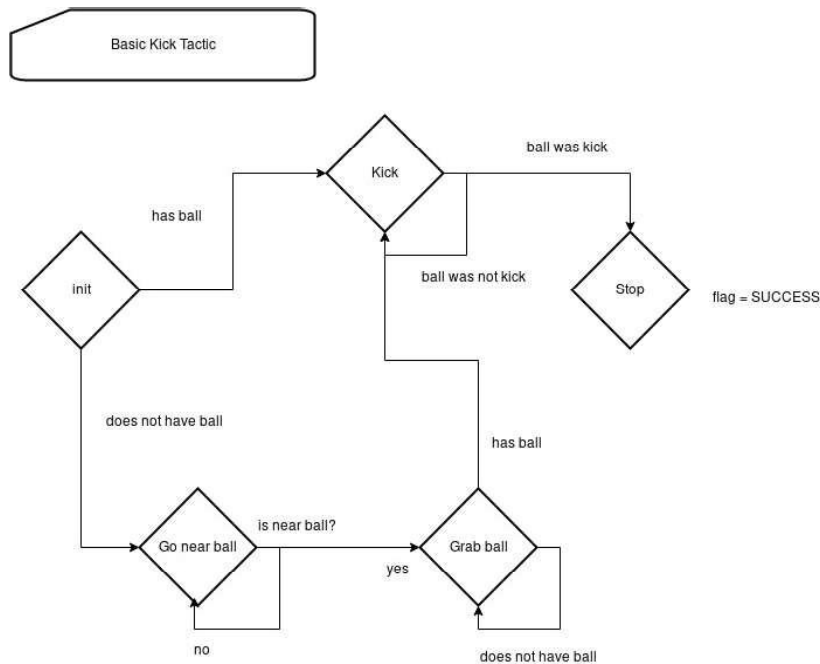 Basic Kick Tactic
Kick
ball was kick
has ball
init
ball was not kick
Stop
flag = SUCCESS
does not have ball
has ball
is near ball?
Go near ball
Grab ball
yes
no
does not have ball